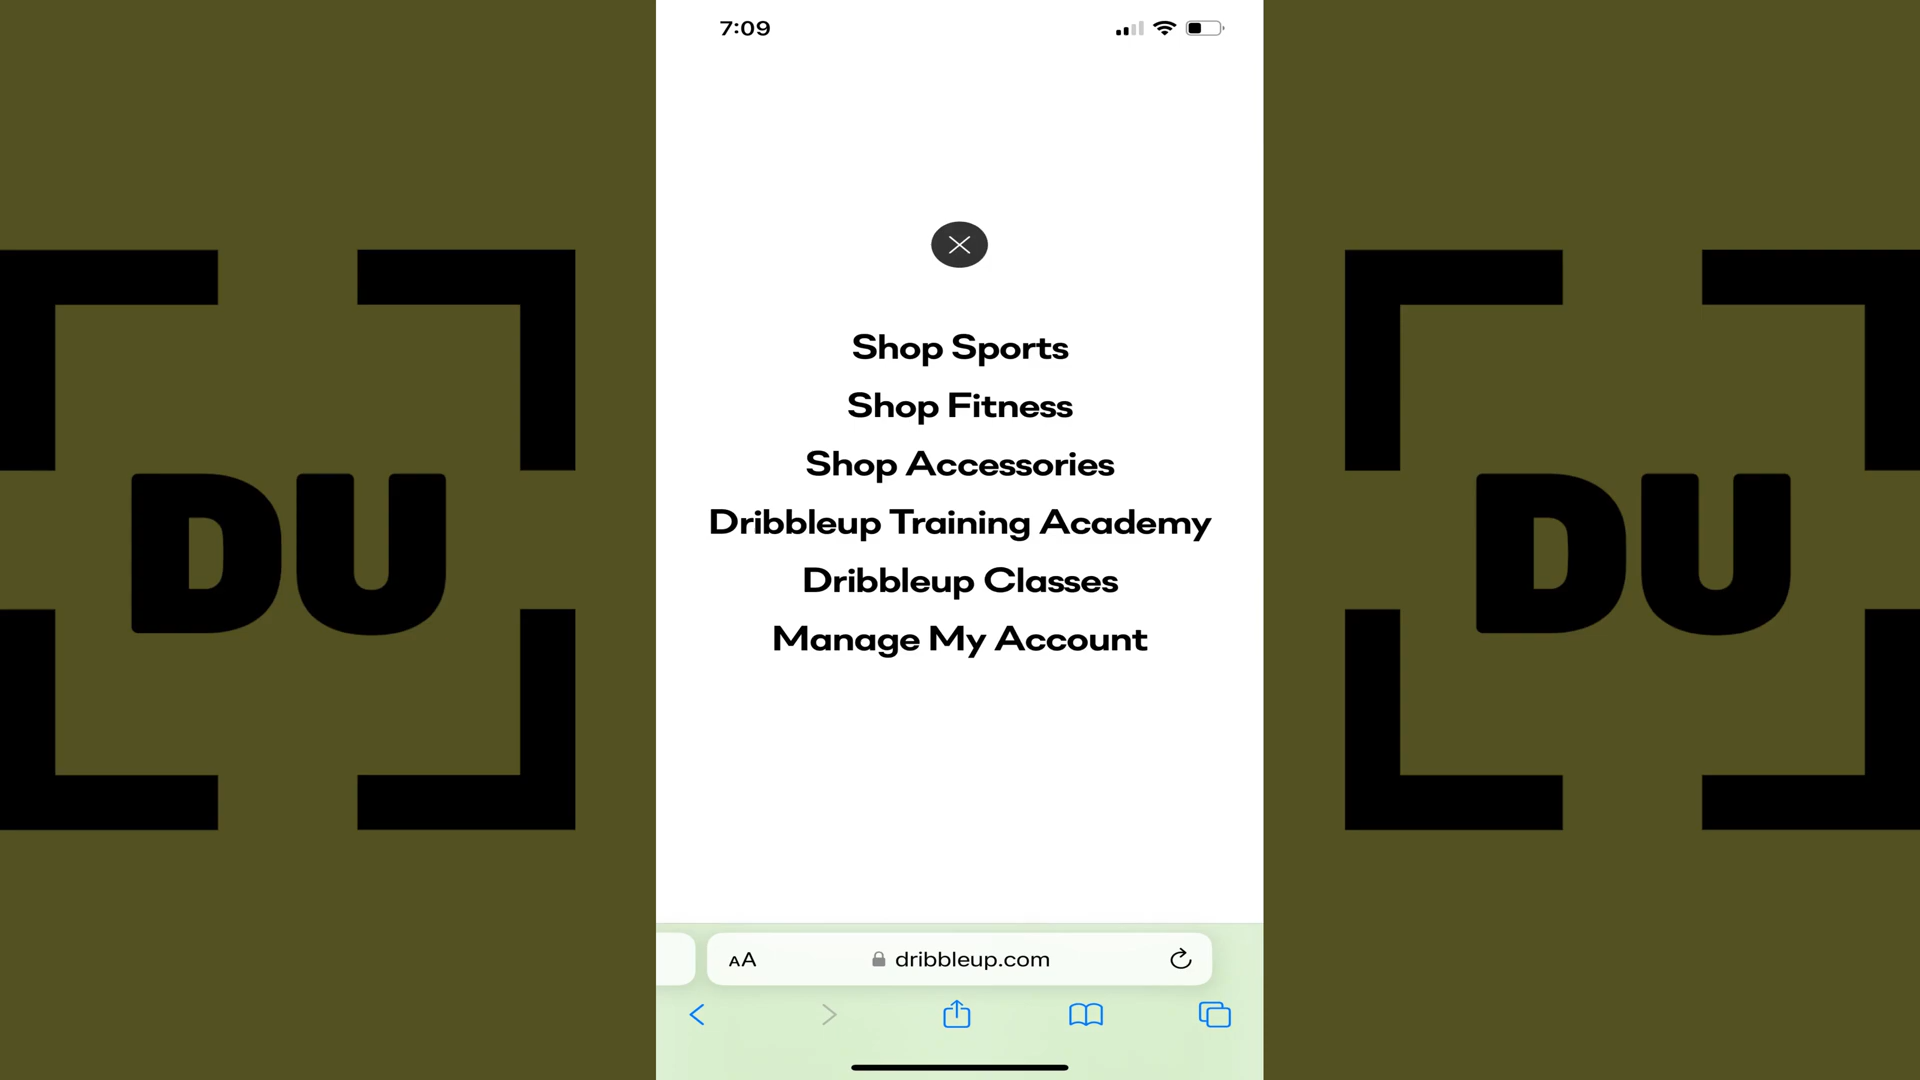 7:09
DU
DU
Shop Sports
Shop Fitness
Shop Accessories
Dribbleup Training Academy
Dribbleup Classes
Manage My Account
AA
dribbleup.com